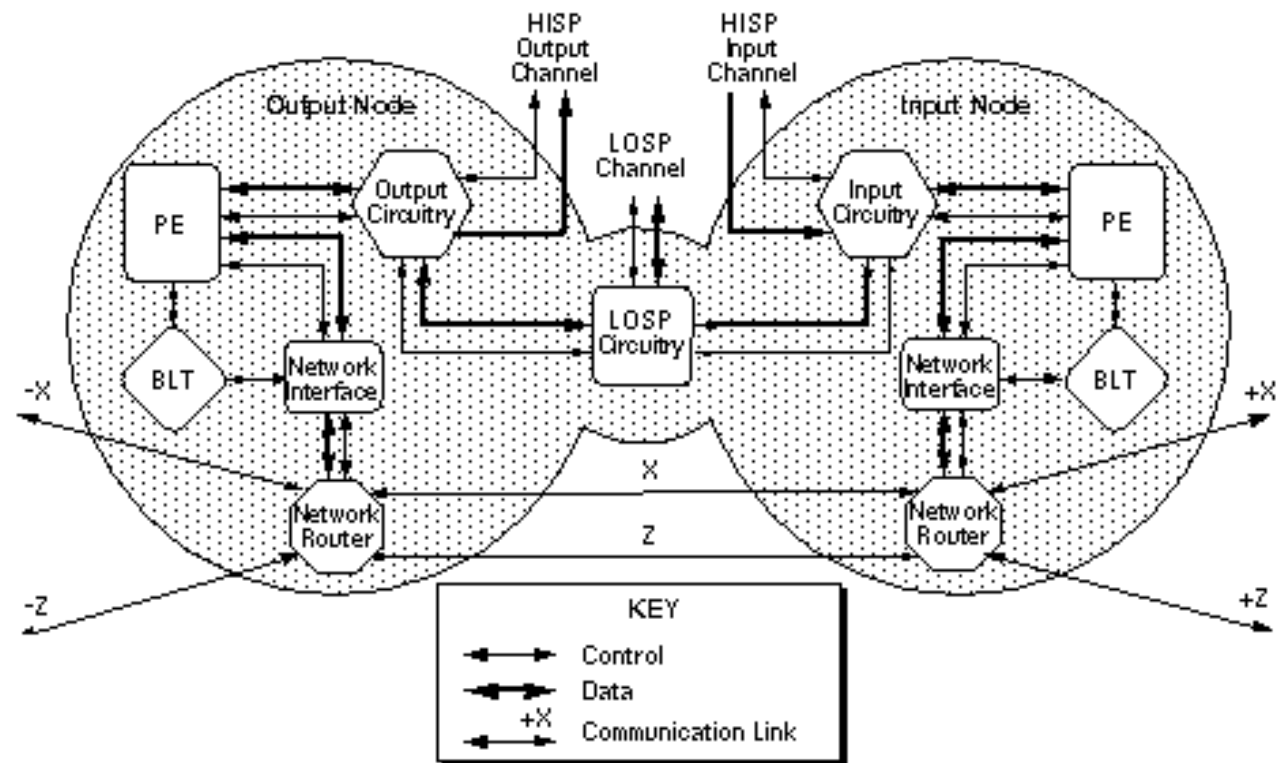 HISP
Output
Channel
HISP
Input
Channel
Output Node
Input Node
LOSP
Channel
PE
Output
Circuitry
Input
Circuitry
PE
LOSP
Circuitry
BLT
Network
Interface
Network
Interface
BLT
-X
+X
X
Network
Router
Network
Router
Z
-Z
+Z
KEY
Control
Data
+X
Communication Link